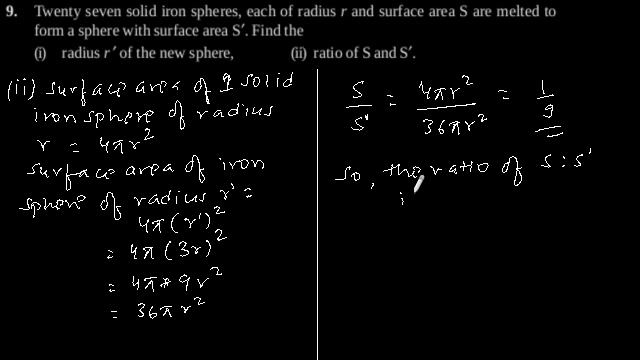 9. Twenty seven solid iron spheres, each of radius r and surface area S are melted to
form a sphere with surface area S′. Find the
(i) radius r′ of the new sphere, (ii) ratio of S and S′.
(ii) surface area of 1 solid
iron sphere of radius
r = 4πr²
surface area of iron
sphere of radius r' =
4π(r')²
= 4π(3r)²
= 4π*9r²
= 36πr²
S/S' = 4πr²/36πr² = 1/9
So, the ratio of S:S'
i